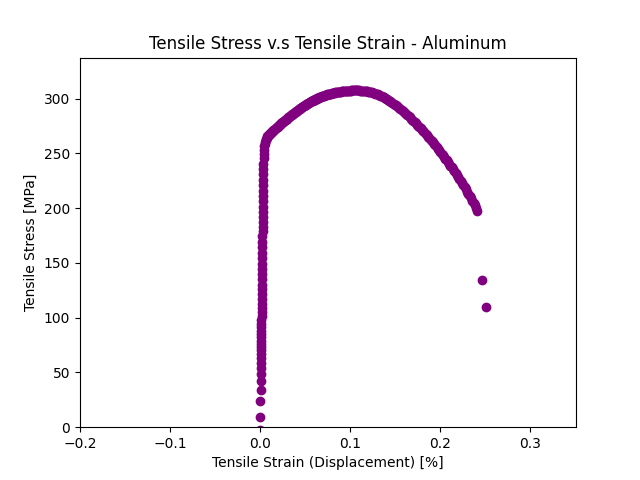 Tensile Stress v.s Tensile Strain - Aluminum
Tensile Stress [MPa]
300
250
200
150
100
50
0
−0.2 −0.1 0.0 0.1 0.2 0.3
Tensile Strain (Displacement) [%]